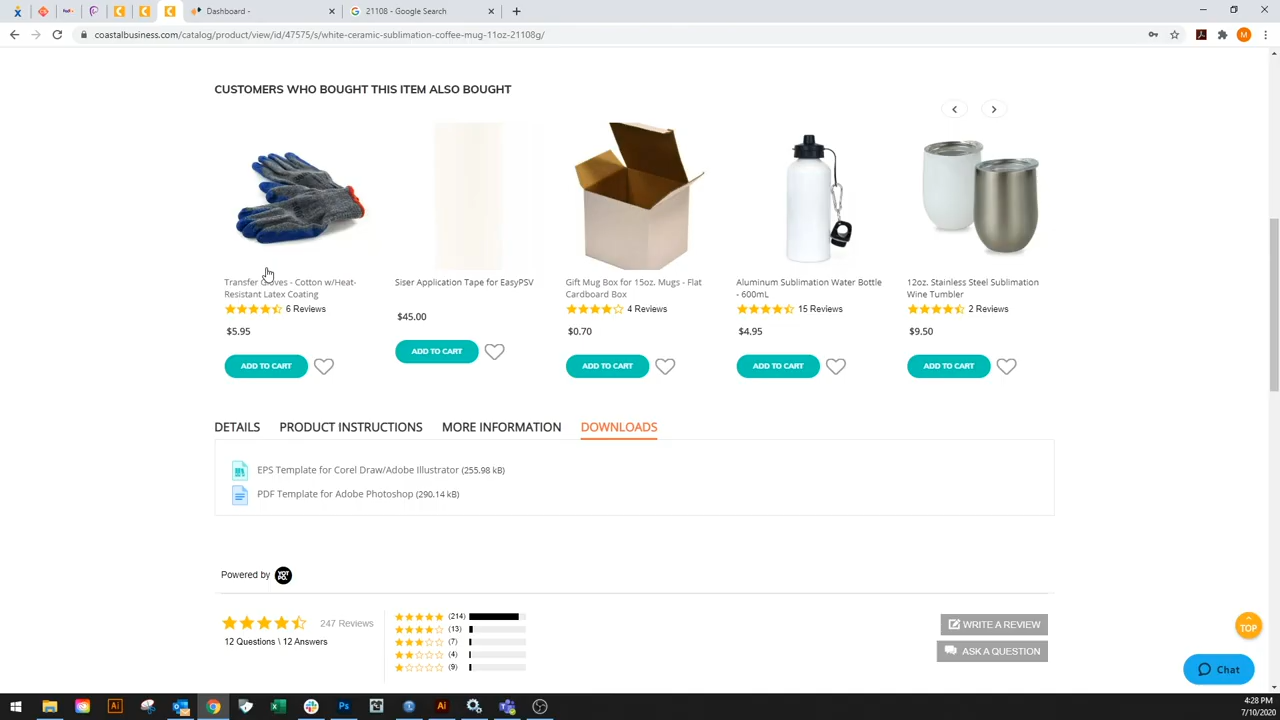 Dashboard -
21108 - Google Search
coastalbusiness.com/catalog/product/view/id/47575/s/white-ceramic-sublimation-coffee-mug-11oz-21108g/
M
CUSTOMERS WHO BOUGHT THIS ITEM ALSO BOUGHT
Transfer Gloves - Cotton w/Heat-
Resistant Latex Coating
6 Reviews
$5.95
ADD TO CART
Siser Application Tape for EasyPSV
$45.00
ADD TO CART
Gift Mug Box for 15oz. Mugs - Flat
Cardboard Box
4 Reviews
$0.70
ADD TO CART
Aluminum Sublimation Water Bottle
- 600mL
15 Reviews
$4.95
ADD TO CART
12oz. Stainless Steel Sublimation
Wine Tumbler
2 Reviews
$9.50
ADD TO CART
DETAILS PRODUCT INSTRUCTIONS MORE INFORMATION DOWNLOADS
EPS Template for Corel Draw/Adobe Illustrator (255.98 kB)
PDF Template for Adobe Photoshop (290.14 kB)
Powered by YOTPO.
247 Reviews
12 Questions \ 12 Answers
(214)
(13)
(7)
(4)
(9)
WRITE A REVIEW
ASK A QUESTION
TOP
Chat
4:28 PM
7/10/2020